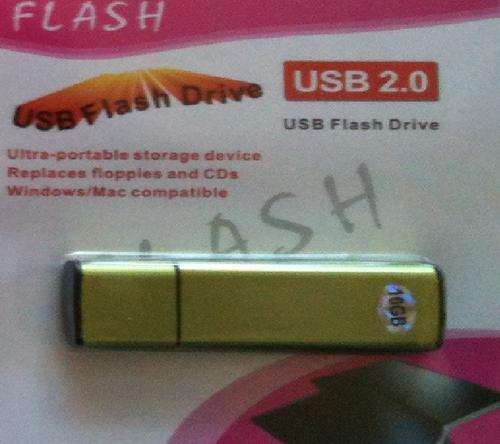 FLASH
USB Flash Drive
USB 2.0
USB Flash Drive
Ultra-portable storage device
Replaces floppies and CDs
Windows/Mac compatible
LASH
16GB